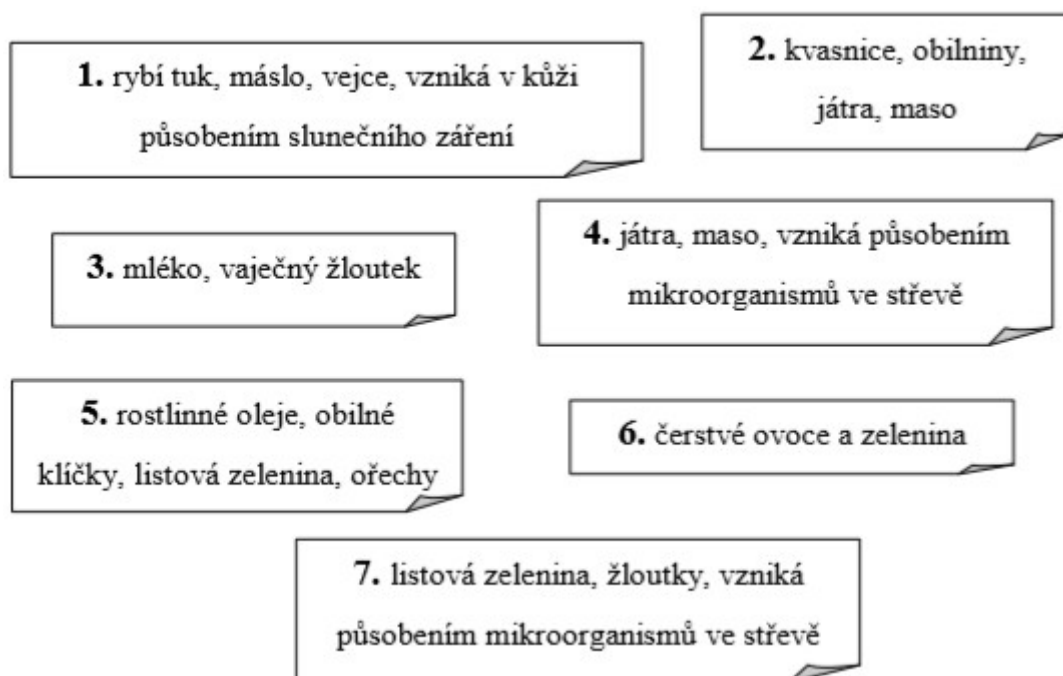 1. rybí tuk, máslo, vejce, vzniká v kůži
působením slunečního záření
2. kvasnice, obilniny,
játra, maso
3. mléko, vaječný žloutek
4. játra, maso, vzniká působením
mikroorganismů ve střevě
5. rostlinné oleje, obilné
klíčky, listová zelenina, ořechy
6. čerstvé ovoce a zelenina
7. listová zelenina, žloutky, vzniká
působením mikroorganismů ve střevě